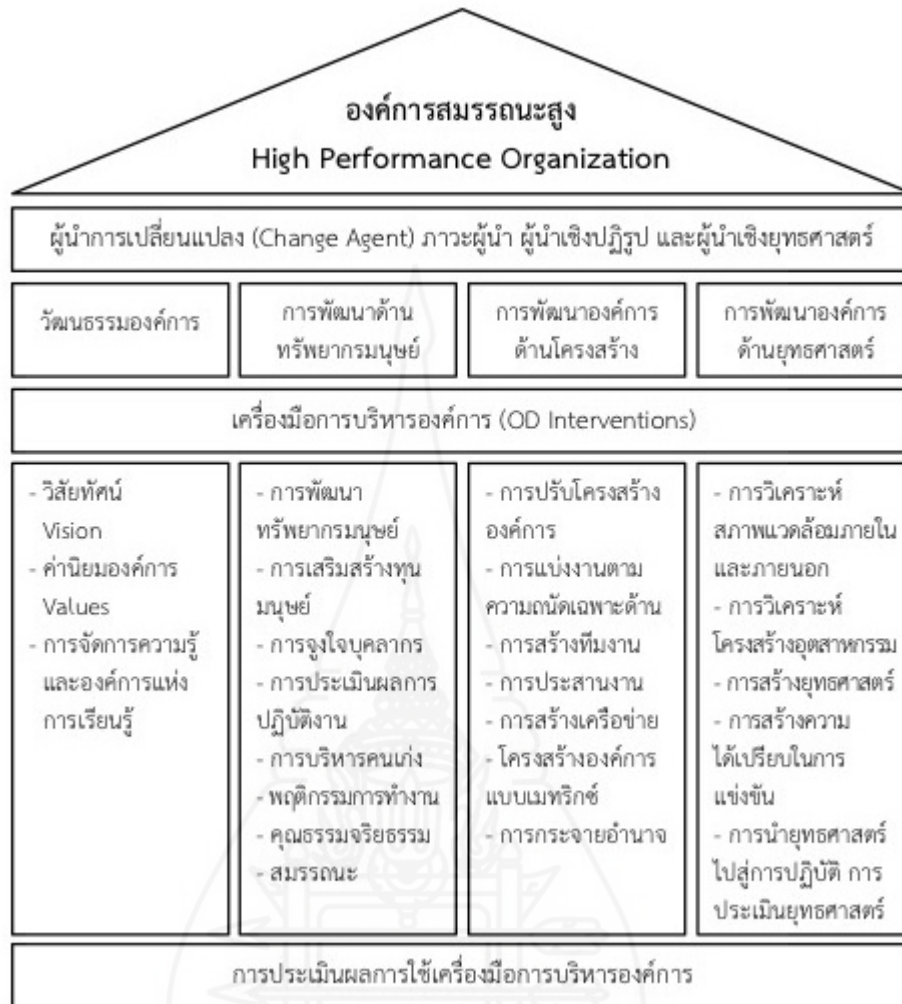 องค์การสมรรถนะสูง
High Performance Organization
ผู้นำการเปลี่ยนแปลง (Change Agent) ภาวะผู้นำ ผู้นำเชิงปฏิรูป และผู้นำเชิงยุทธศาสตร์
วัฒนธรรมองค์การ
การพัฒนาด้าน
ทรัพยากรมนุษย์
การพัฒนาองค์การ
ด้านโครงสร้าง
การพัฒนาองค์การ
ด้านยุทธศาสตร์
เครื่องมือการบริหารองค์การ (OD Interventions)
- วิสัยทัศน์
Vision
- ค่านิยมองค์การ
Values
- การจัดการความรู้
และองค์การแห่ง
การเรียนรู้
- การพัฒนา
ทรัพยากรมนุษย์
- การเสริมสร้างทุน
มนุษย์
- การจูงใจบุคลากร
- การประเมินผลการ
ปฏิบัติงาน
- การบริหารคนเก่ง
- พฤติกรรมการทำงาน
- คุณธรรมจริยธรรม
- สมรรถนะ
- การปรับโครงสร้าง
องค์การ
- การแบ่งงานตาม
ความถนัดเฉพาะด้าน
- การสร้างทีมงาน
- การประสานงาน
- การสร้างเครือข่าย
- โครงสร้างองค์การ
แบบเมทริกซ์
- การกระจายอำนาจ
- การวิเคราะห์
สภาพแวดล้อมภายใน
และภายนอก
- การวิเคราะห์
โครงสร้างอุตสาหกรรม
- การสร้างยุทธศาสตร์
- การสร้างความ
ได้เปรียบในการ
แข่งขัน
- การนำยุทธศาสตร์
ไปสู่การปฏิบัติ การ
ประเมินยุทธศาสตร์
การประเมินผลการใช้เครื่องมือการบริหารองค์การ